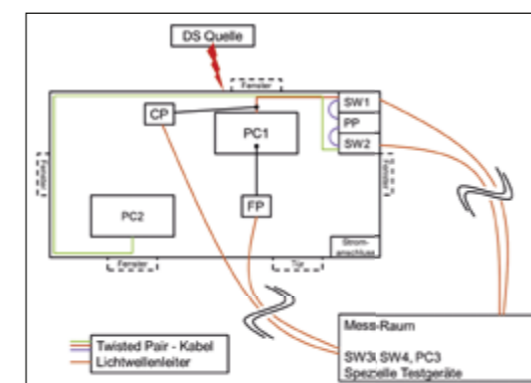 DS Quelle
Fenster
CP
SW1
PP
SW2
PC1
Fenster
Fenster
FP
PC2
Strom-
anschluss
Fenster
Tür
Mess-Raum
SW3, SW4, PC3
Spezielle Testgeräte
Twisted Pair - Kabel
Lichtwellenleiter